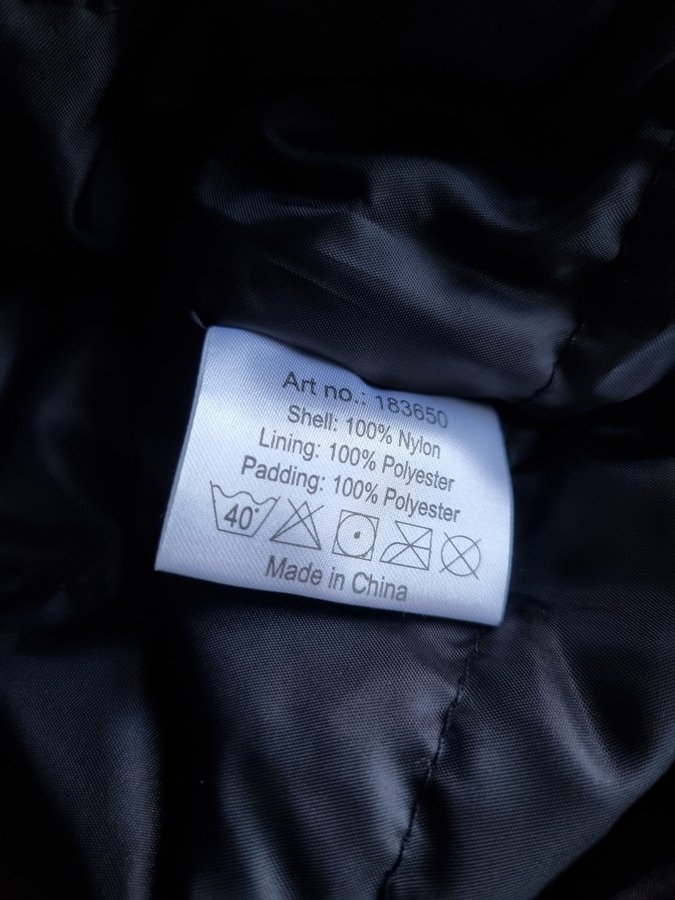 Art no.: 183650
Shell: 100% Nylon
Lining: 100% Polyester
Padding: 100% Polyester
40°
Made in China